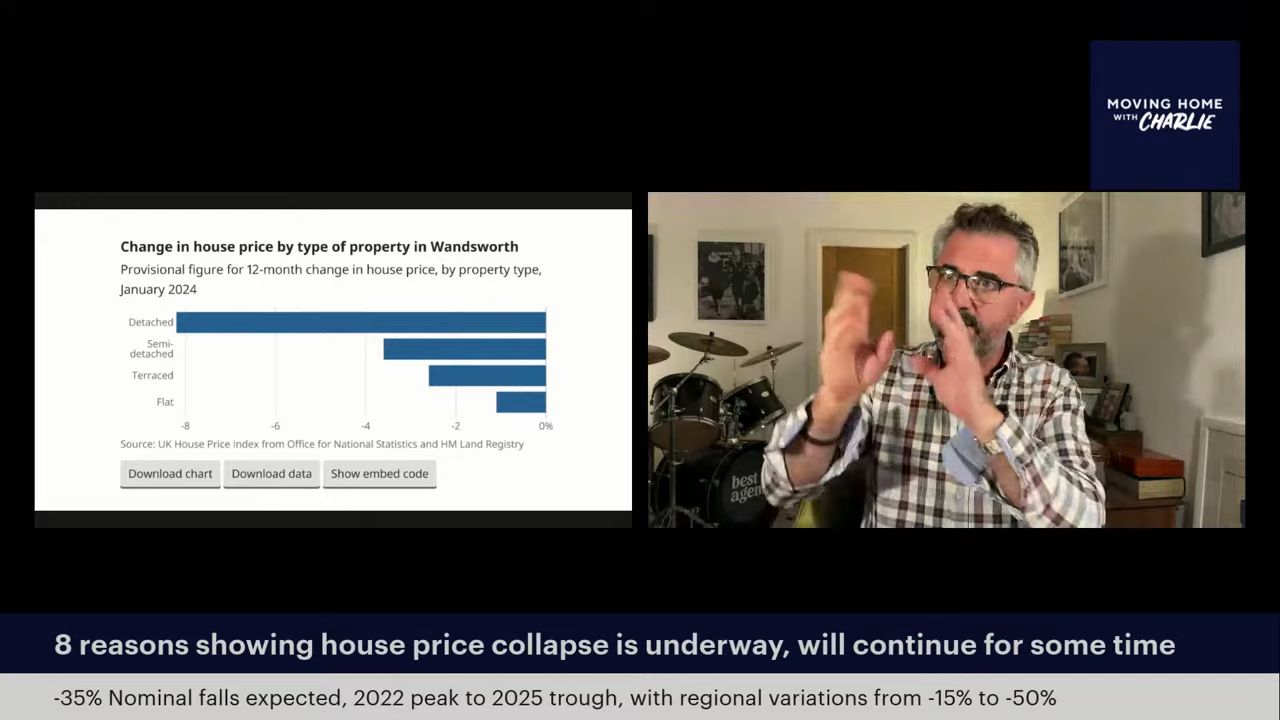 MOVING HOME
WITH CHARLIE
Change in house price by type of property in Wandsworth
Provisional figure for 12-month change in house price, by property type,
January 2024
Detached
Semi-
detached
Terraced
Flat
-8 -6 -4 -2 0%
Source: UK House Price index from Office for National Statistics and HM Land Registry
Download chart Download data Show embed code
best
agent
8 reasons showing house price collapse is underway, will continue for some time
-35% Nominal falls expected, 2022 peak to 2025 trough, with regional variations from -15% to -50%